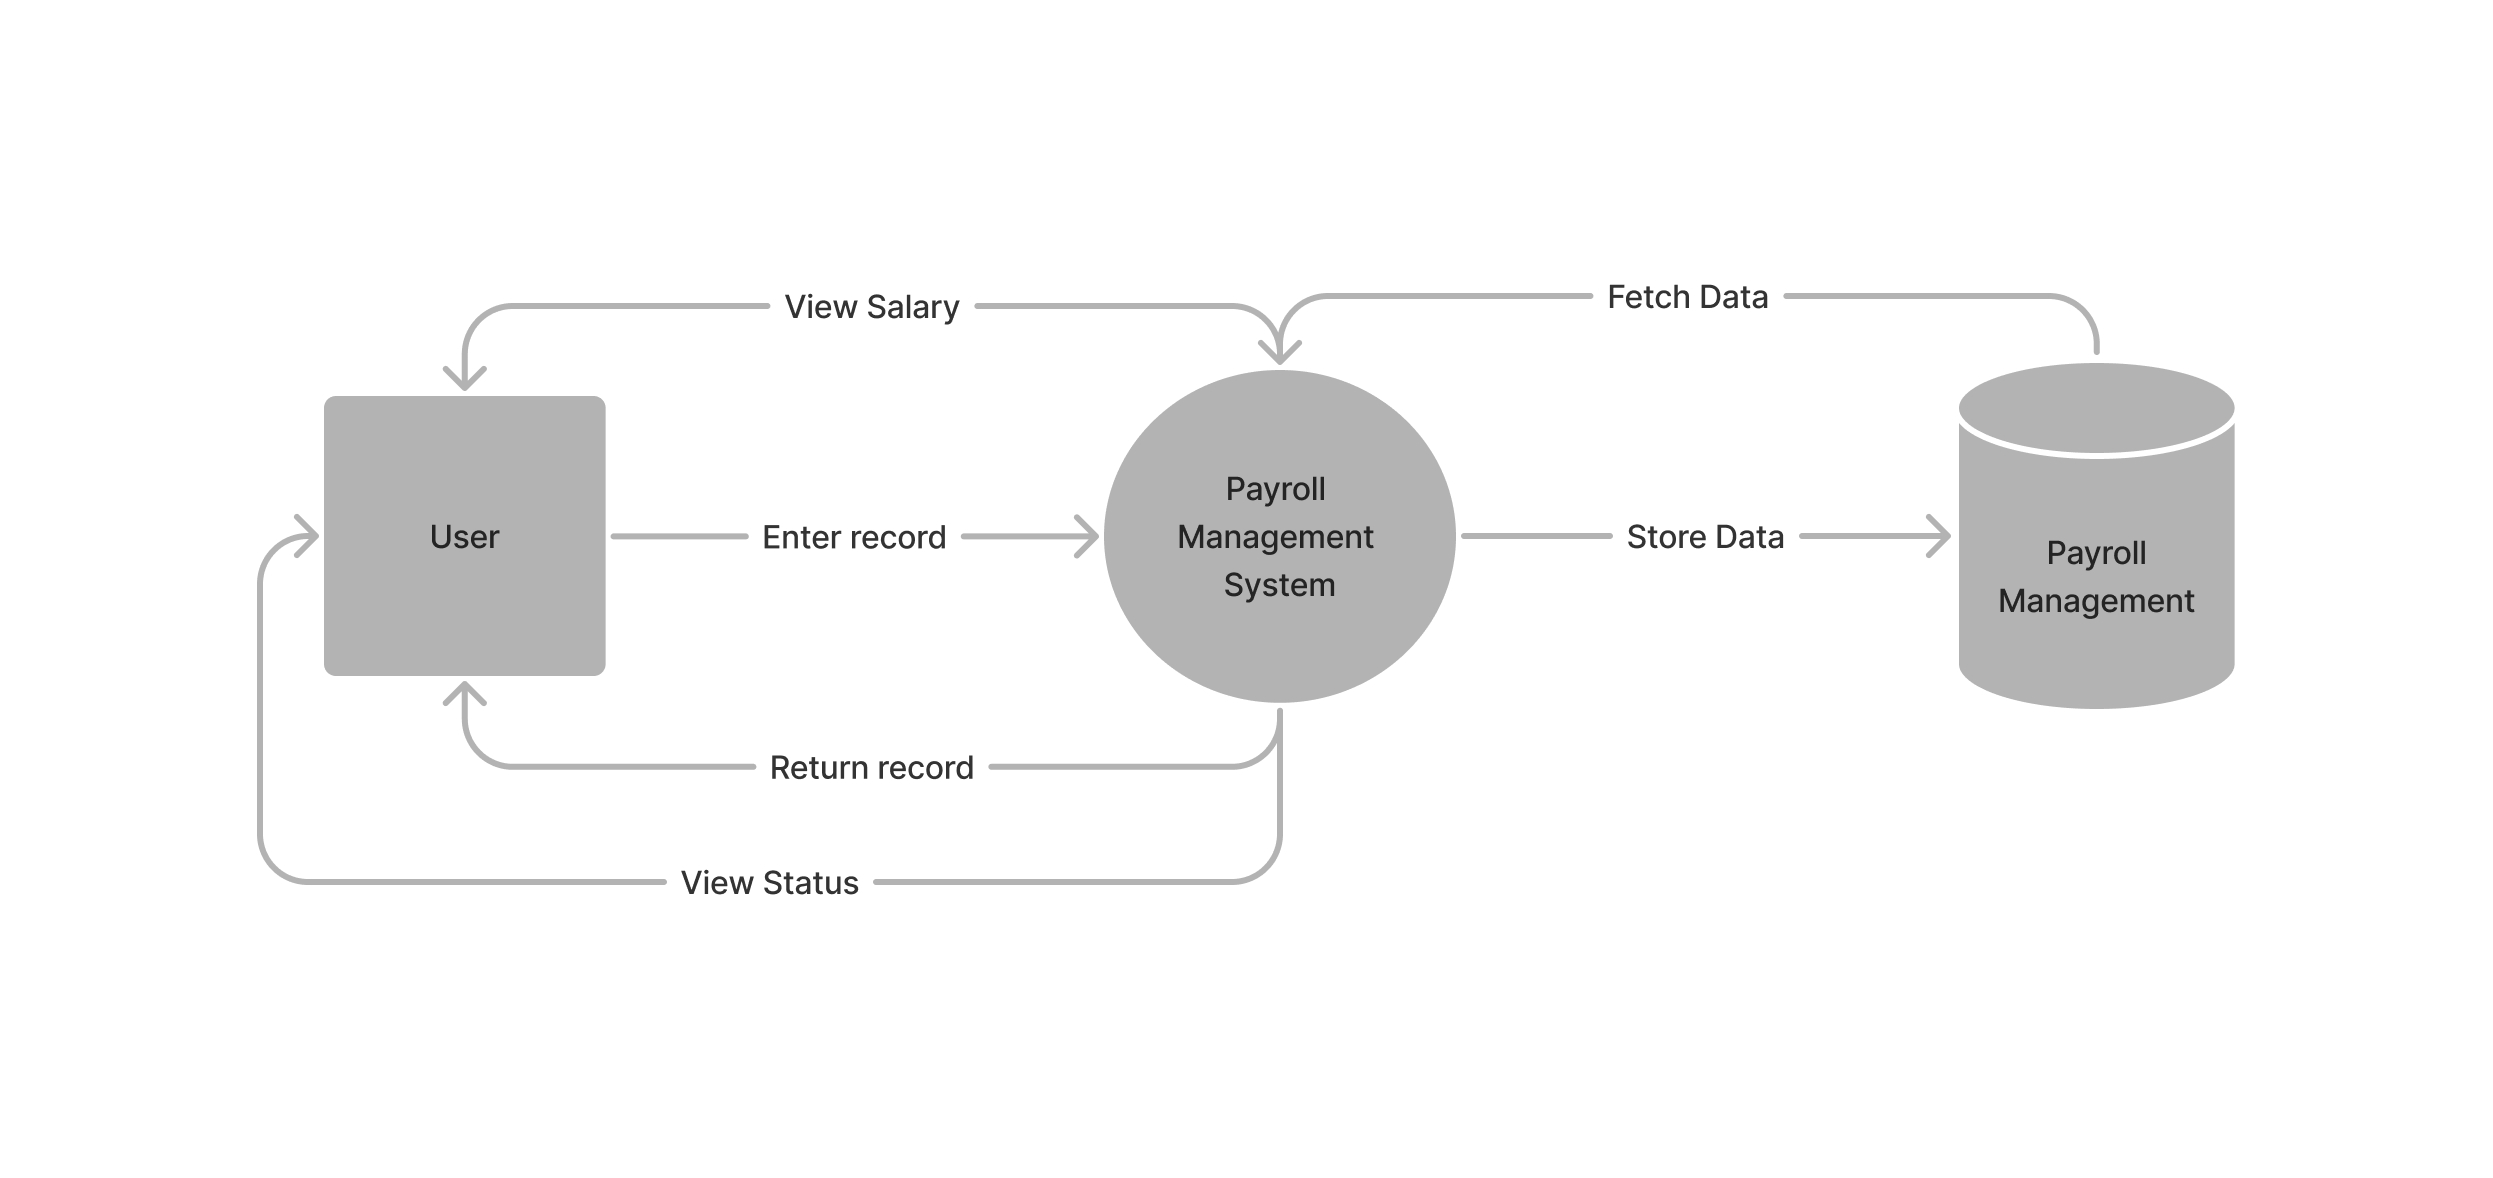 View Salary
Fetch Data
User
Enter record
Payroll
Management
System
Store Data
Payroll
Management
Return record
View Status